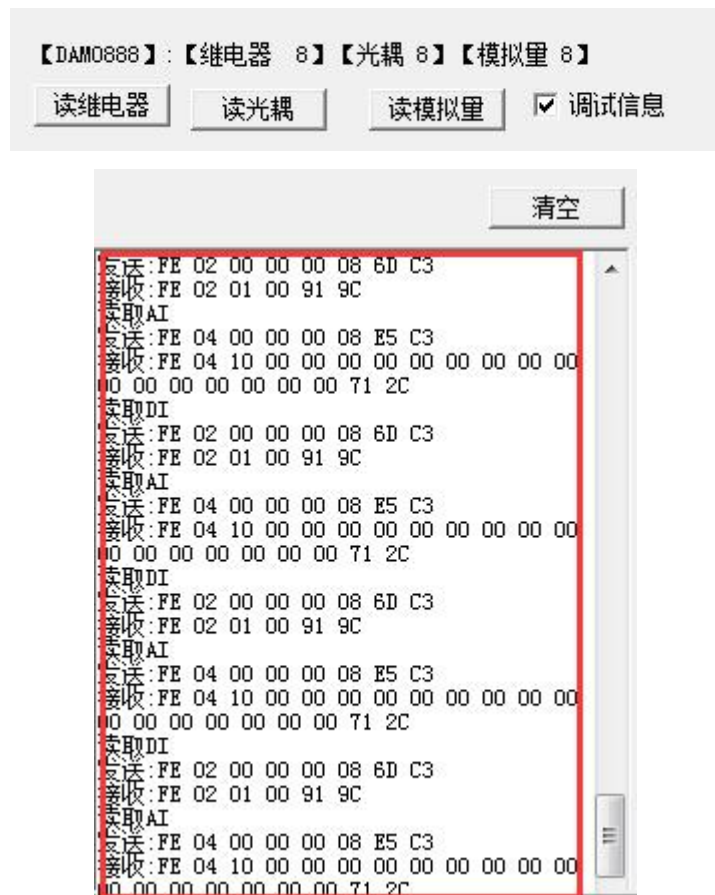 【DAM0888】:【继电器 8】【光耦 8】【模拟量 8】
读继电器 读光耦 读模拟量 调试信息
清空
发送:FE 02 00 00 00 08 6D C3
接收:FE 02 01 00 91 9C
读取AI
发送:FE 04 00 00 00 08 E5 C3
接收:FE 04 10 00 00 00 00 00 00 00 00 00
00 00 00 00 00 00 00 71 2C
读取DI
发送:FE 02 00 00 00 08 6D C3
接收:FE 02 01 00 91 9C
读取AI
发送:FE 04 00 00 00 08 E5 C3
接收:FE 04 10 00 00 00 00 00 00 00 00 00
00 00 00 00 00 00 00 71 2C
读取DI
发送:FE 02 00 00 00 08 6D C3
接收:FE 02 01 00 91 9C
读取AI
发送:FE 04 00 00 00 08 E5 C3
接收:FE 04 10 00 00 00 00 00 00 00 00 00
00 00 00 00 00 00 00 71 2C
读取DI
发送:FE 02 00 00 00 08 6D C3
接收:FE 02 01 00 91 9C
读取AI
发送:FE 04 00 00 00 08 E5 C3
接收:FE 04 10 00 00 00 00 00 00 00 00 00
00 00 00 00 00 00 00 71 2C